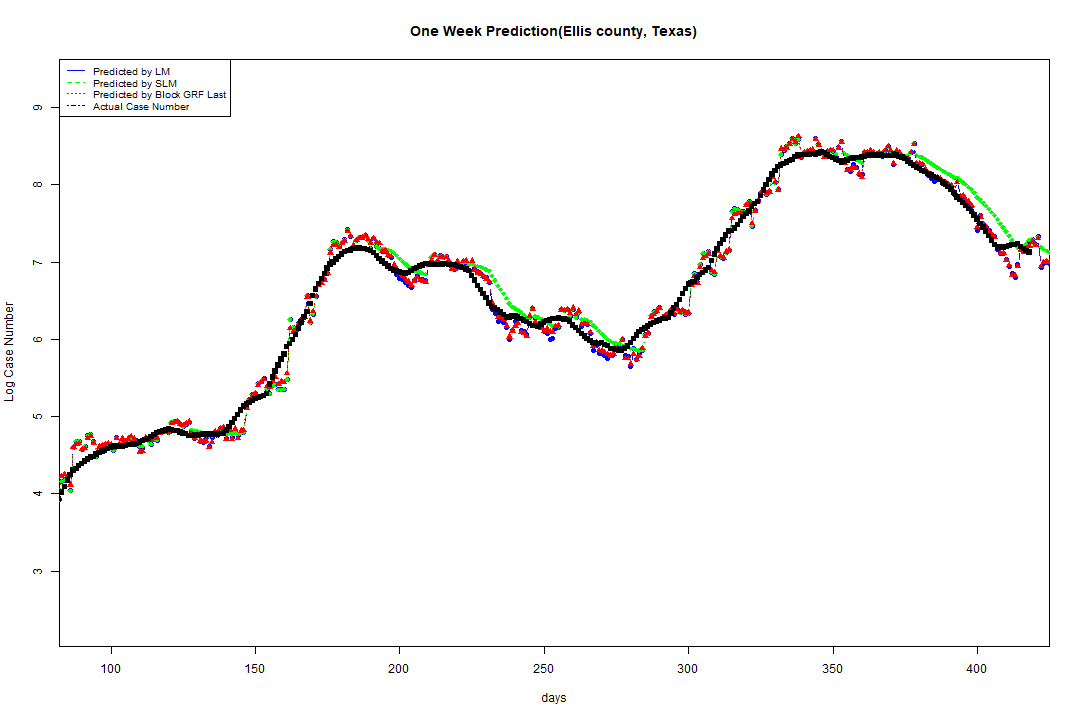 One Week Prediction(Ellis county, Texas)
Predicted by LM
Predicted by SLM
Predicted by Block GRF Last
Actual Case Number
9
8
7
6
5
4
3
Log Case Number
100 150 200 250 300 350 400
days